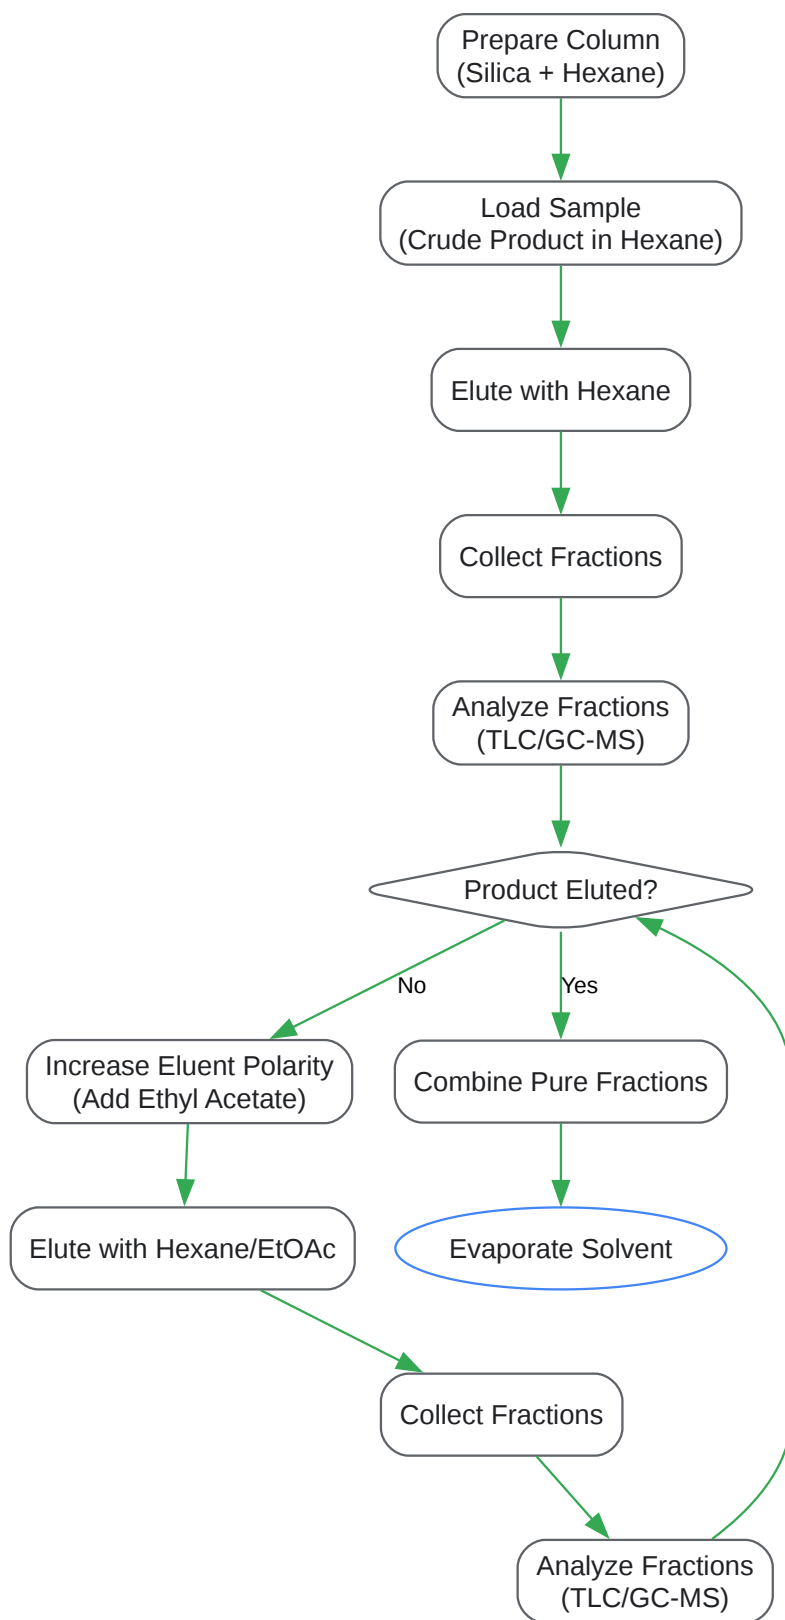 Prepare Column
(Silica + Hexane)
Load Sample
(Crude Product in Hexane)
Elute with Hexane
Collect Fractions
Analyze Fractions
(TLC/GC-MS)
Product Eluted?
No
Yes
Increase Eluent Polarity
(Add Ethyl Acetate)
Combine Pure Fractions
Elute with Hexane/EtOAc
Evaporate Solvent
Collect Fractions
Analyze Fractions
(TLC/GC-MS)